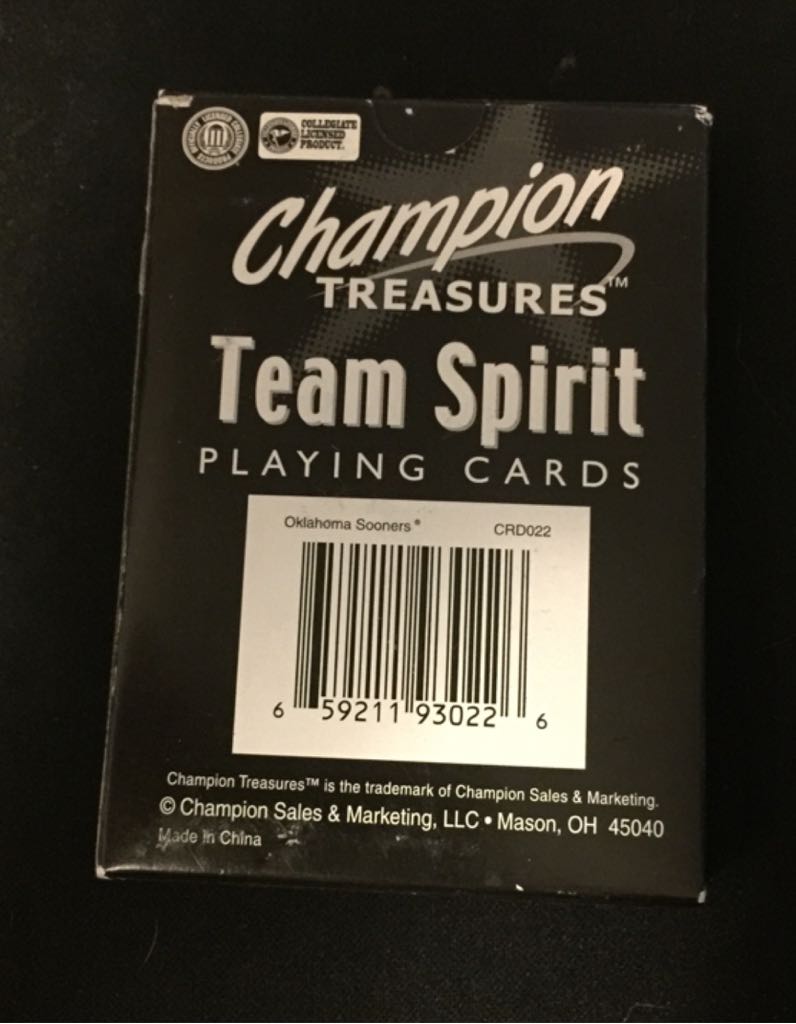 COLLEGIATE
LICENSED
PRODUCT.
Champion
TREASURES™
Team Spirit
PLAYING CARDS
Oklahoma Sooners® CRD022
6 59211 93022 6
Champion Treasures™ is the trademark of Champion Sales & Marketing.
© Champion Sales & Marketing, LLC • Mason, OH 45040
Made in China